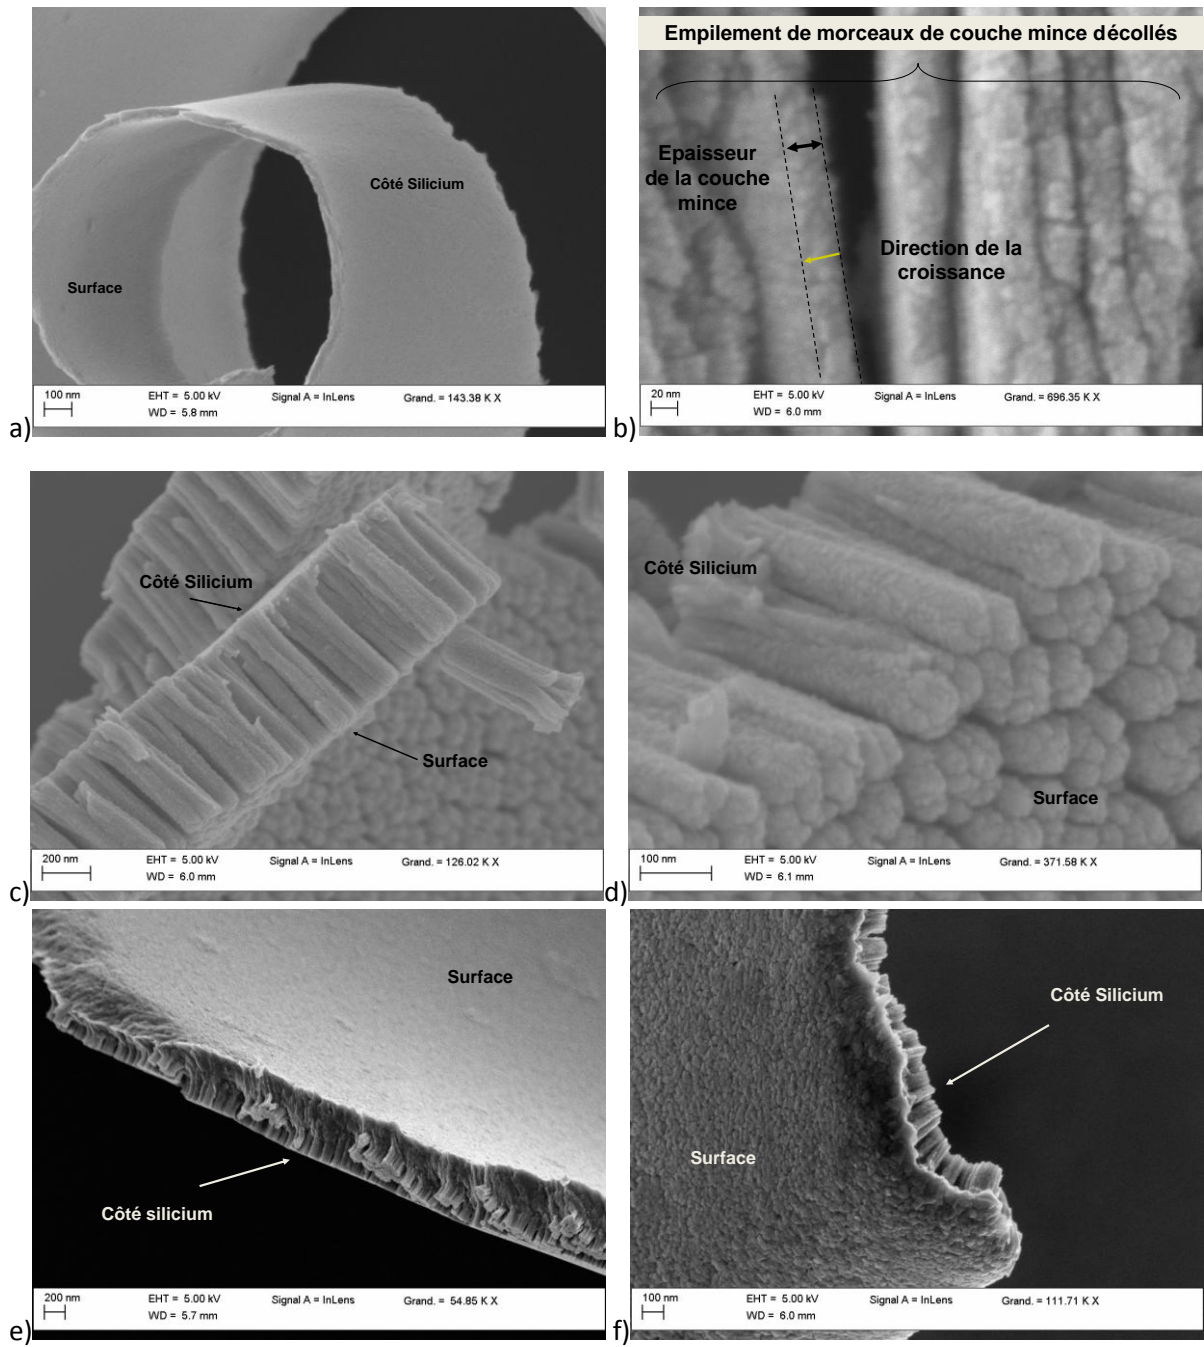 Côté Silicium
Surface
100 nm
EHT = 5.00 kV
Signal A = InLens
Grand. = 143.38 K X
WD = 5.8 mm
a)
Empilement de morceaux de couche mince décollés
Epaisseur
de la couche
mince
Direction de la
croissance
20 nm
EHT = 5.00 kV
Signal A = InLens
Grand. = 696.35 K X
WD = 6.0 mm
b)
Côté Silicium
Surface
200 nm
EHT = 5.00 kV
Signal A = InLens
Grand. = 126.02 K X
WD = 6.0 mm
c)
Côté Silicium
Surface
100 nm
EHT = 5.00 kV
Signal A = InLens
Grand. = 371.58 K X
WD = 6.1 mm
d)
Surface
Côté silicium
200 nm
EHT = 5.00 kV
Signal A = InLens
Grand. = 54.85 K X
WD = 5.7 mm
e)
Côté Silicium
Surface
100 nm
EHT = 5.00 kV
Signal A = InLens
Grand. = 111.71 K X
WD = 6.0 mm
f)